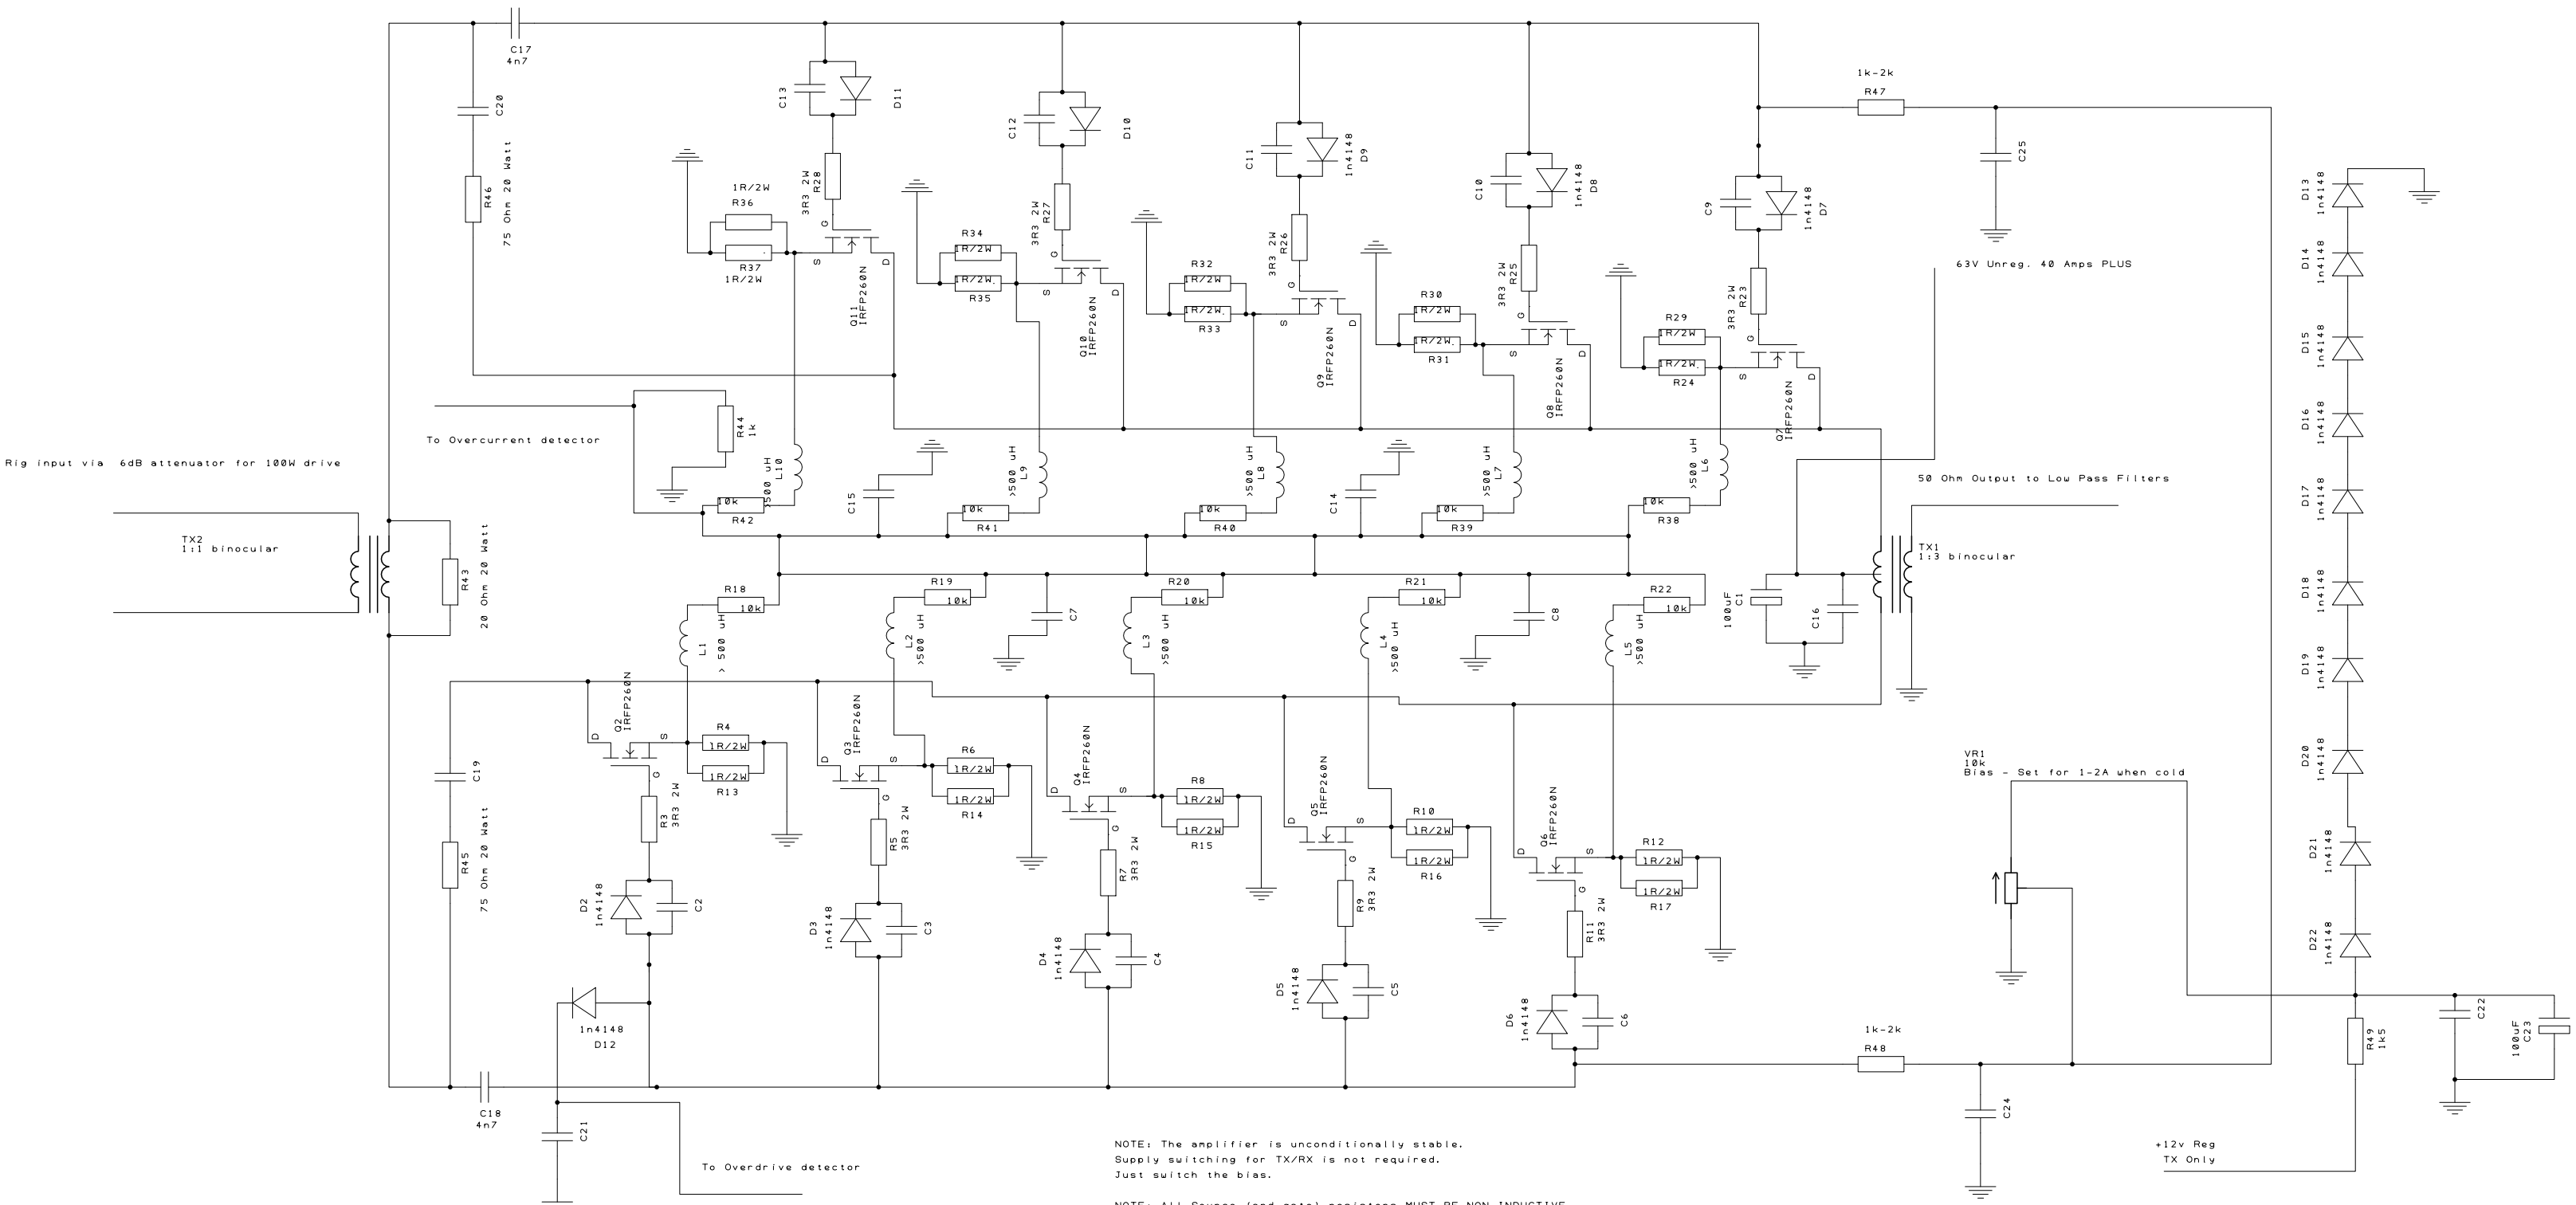 C17
4n7
C20
R46
75 Ohm 20 Watt
C13
D11
3R3 2W
R28
1R/2W
R36
R37
1R/2W
G
S
D
Q11
IRFP260N
C12
D10
3R3 2W
R27
R34
1R/2W
1R/2W.
R35
G
S
D
Q10
IRFP260N
C11
1n4148
D9
3R3 2W
R26
R32
1R/2W
1R/2W.
R33
G
S
D
Q9
IRFP260N
C10
1n4148
D8
3R3 2W
R25
R30
1R/2W
1R/2W.
R31
G
S
D
Q8
IRFP260N
C9
1n4148
D7
3R3 2W
R23
R29
1R/2W
1R/2W.
R24
G
S
D
Q7
IRFP260N
1k-2k
R47
C25
63V Unreg. 40 Amps PLUS
D13
1n4148
D14
1n4148
D15
1n4148
D16
1n4148
D17
1n4148
D18
1n4148
D19
1n4148
D20
1n4148
D21
1n4148
D22
1n4148
To Overcurrent detector
R44
1k
Rig input via 6dB attenuator for 100W drive
TX2
1:1 binocular
R43
20 Ohm 20 Watt
>500 uH
L10
10k
R42
C15
>500 uH
L9
10k
R41
>500 uH
L8
10k
R40
C14
>500 uH
L7
10k
R39
>500 uH
L6
10k
R38
50 Ohm Output to Low Pass Filters
TX1
1:3 binocular
100uF
C1
C16
R18
10k
L1
> 500 uH
R19
10k
L2
>500 uH
C7
R20
10k
L3
>500 uH
R21
10k
L4
>500 uH
C8
R22
10k
L5
>500 uH
C19
R45
75 Ohm 20 Watt
Q2
IRFP260N
D
S
G
R4
1R/2W
1R/2W
R13
R3
3R3 2W
D2
1n4148
C2
Q3
IRFP260N
D
S
G
R6
1R/2W
1R/2W
R14
R5
3R3 2W
D3
1n4148
C3
Q4
IRFP260N
D
S
G
R8
1R/2W
1R/2W
R15
R7
3R3 2W
D4
1n4148
C4
Q5
IRFP260N
D
S
G
R10
1R/2W
1R/2W
R16
R9
3R3 2W
D5
1n4148
C5
Q6
IRFP260N
D
S
G
R12
1R/2W
1R/2W
R17
R11
3R3 2W
D6
1n4148
C6
VR1
10k
Bias - Set for 1-2A when cold
1n4148
D12
C18
4n7
C21
To Overdrive detector
1k-2k
R48
C24
R49
1k5
C22
100uF
C23
+12v Reg
TX Only
NOTE: The amplifier is unconditionally stable.
Supply switching for TX/RX is not required.
Just switch the bias.
NOTE: ALL Source (and gate) resistors MUST BE NON INDUCTIVE